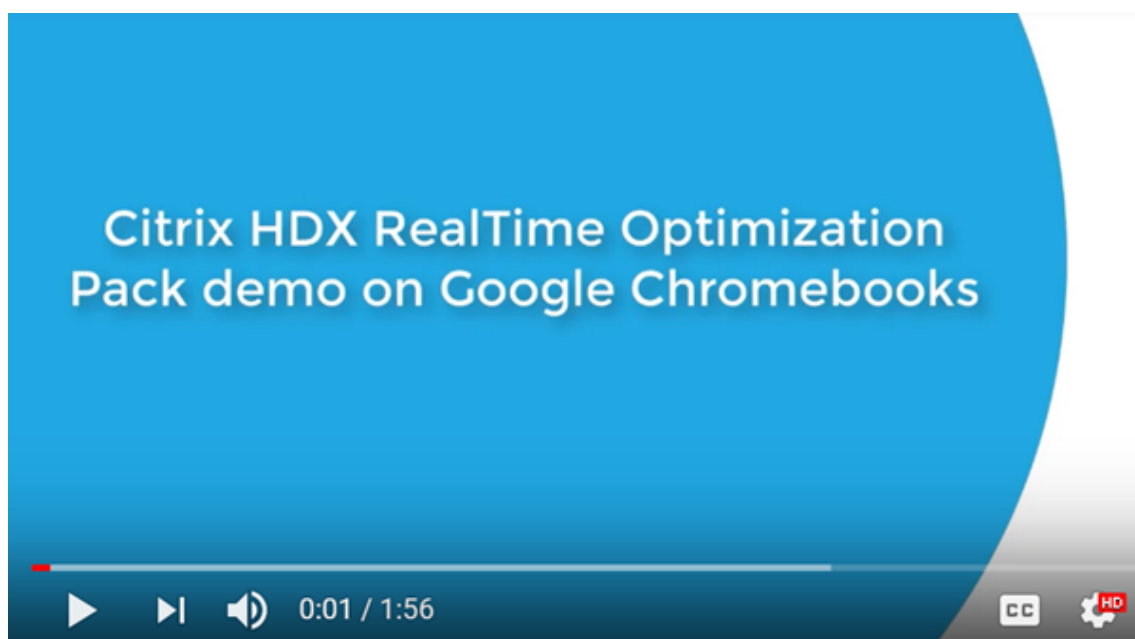 Citrix HDX RealTime Optimization
Pack demo on Google Chromebooks
0:01 / 1:56
CC
HD